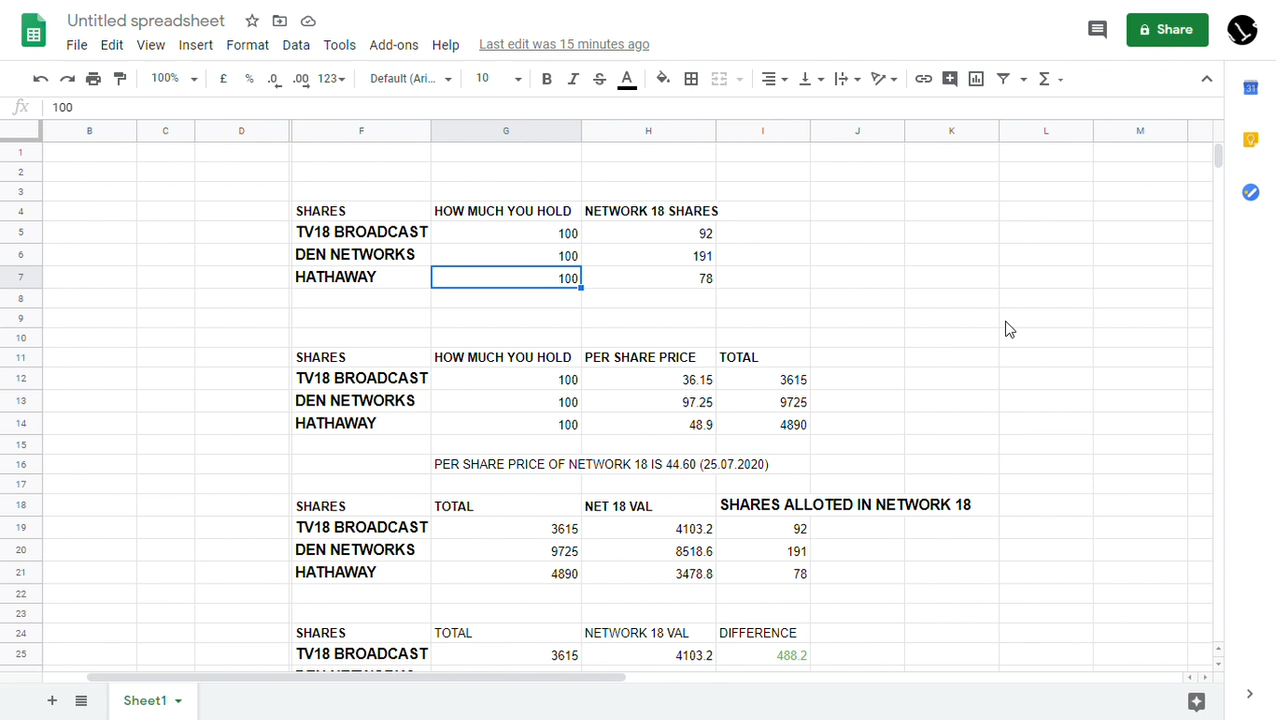 Untitled spreadsheet
File Edit View Insert Format Data Tools Add-ons Help Last edit was 15 minutes ago
Share
100% £ % .0 .00 123 Default (Ari... 10 B I S A
fx 100
B C D F G H I J K L M
1
2
3
4 SHARES HOW MUCH YOU HOLD NETWORK 18 SHARES
5 TV18 BROADCAST 100 92
6 DEN NETWORKS 100 191
7 HATHAWAY 100 78
8
9
10
11 SHARES HOW MUCH YOU HOLD PER SHARE PRICE TOTAL
12 TV18 BROADCAST 100 36.15 3615
13 DEN NETWORKS 100 97.25 9725
14 HATHAWAY 100 48.9 4890
15
16 PER SHARE PRICE OF NETWORK 18 IS 44.60 (25.07.2020)
17
18 SHARES TOTAL NET 18 VAL SHARES ALLOTED IN NETWORK 18
19 TV18 BROADCAST 3615 4103.2 92
20 DEN NETWORKS 9725 8518.6 191
21 HATHAWAY 4890 3478.8 78
22
23
24 SHARES TOTAL NETWORK 18 VAL DIFFERENCE
25 TV18 BROADCAST 3615 4103.2 488.2
Sheet1
31